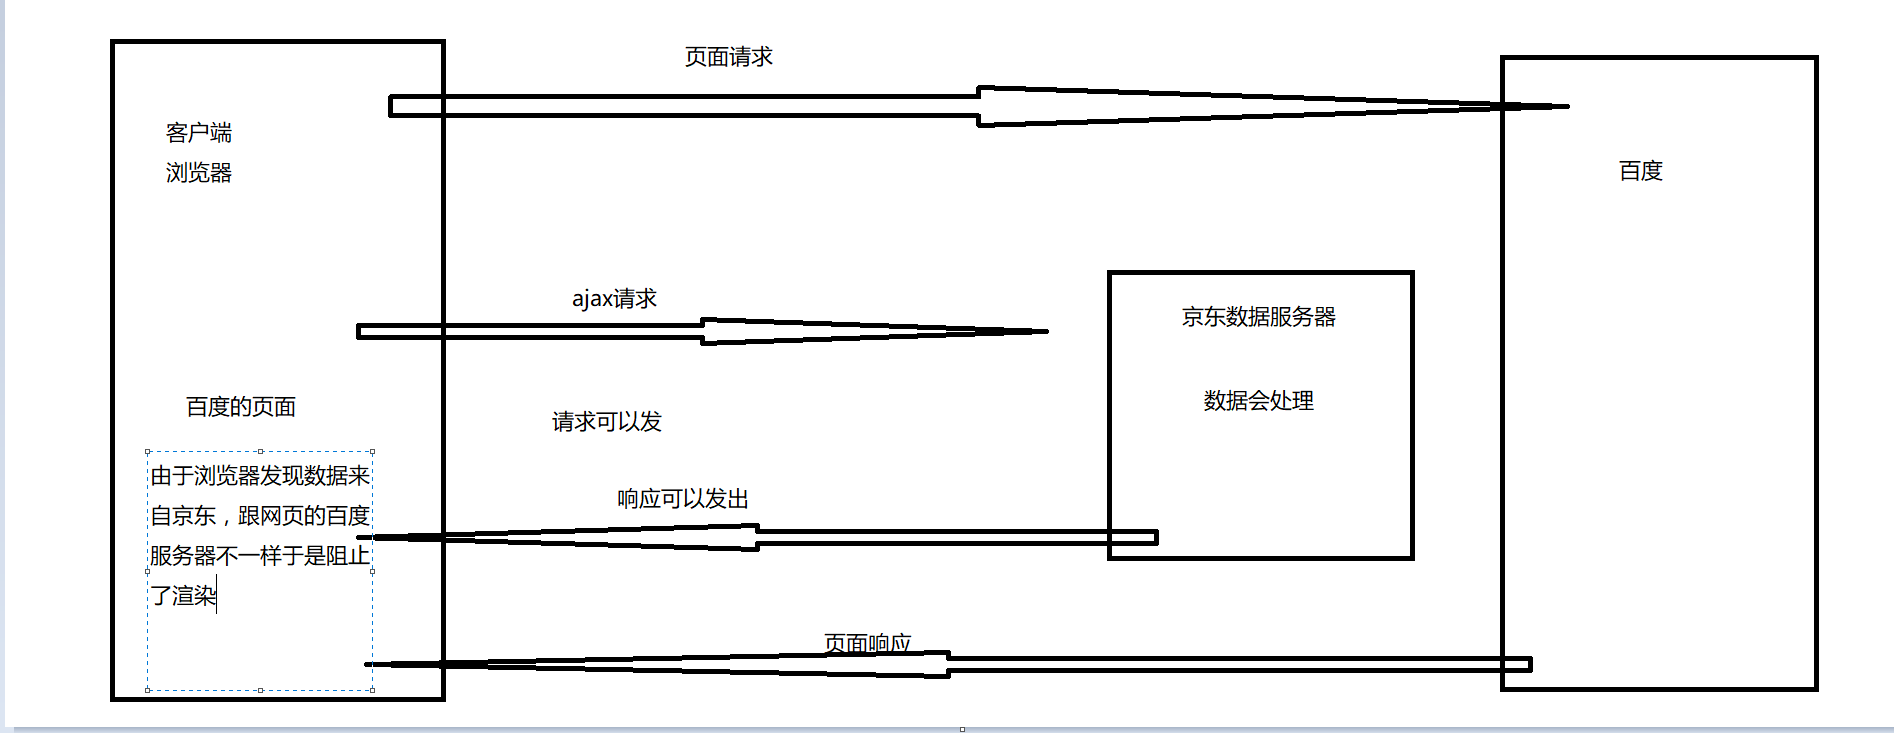 页面请求
客户端
浏览器
百度
ajax请求
京东数据服务器
数据会处理
百度的页面
请求可以发
由于浏览器发现数据来
自京东，跟网页的百度
服务器不一样于是阻止
了渲染
响应可以发出
页面响应